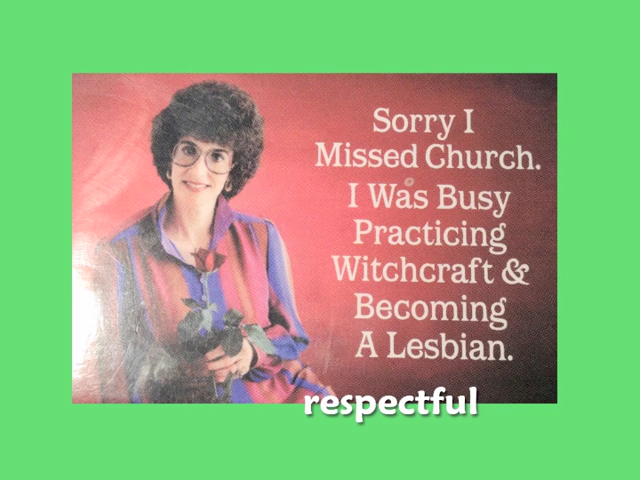 Sorry I
Missed Church.
I Was Busy
Practicing
Witchcraft &
Becoming
A Lesbian.
respectful